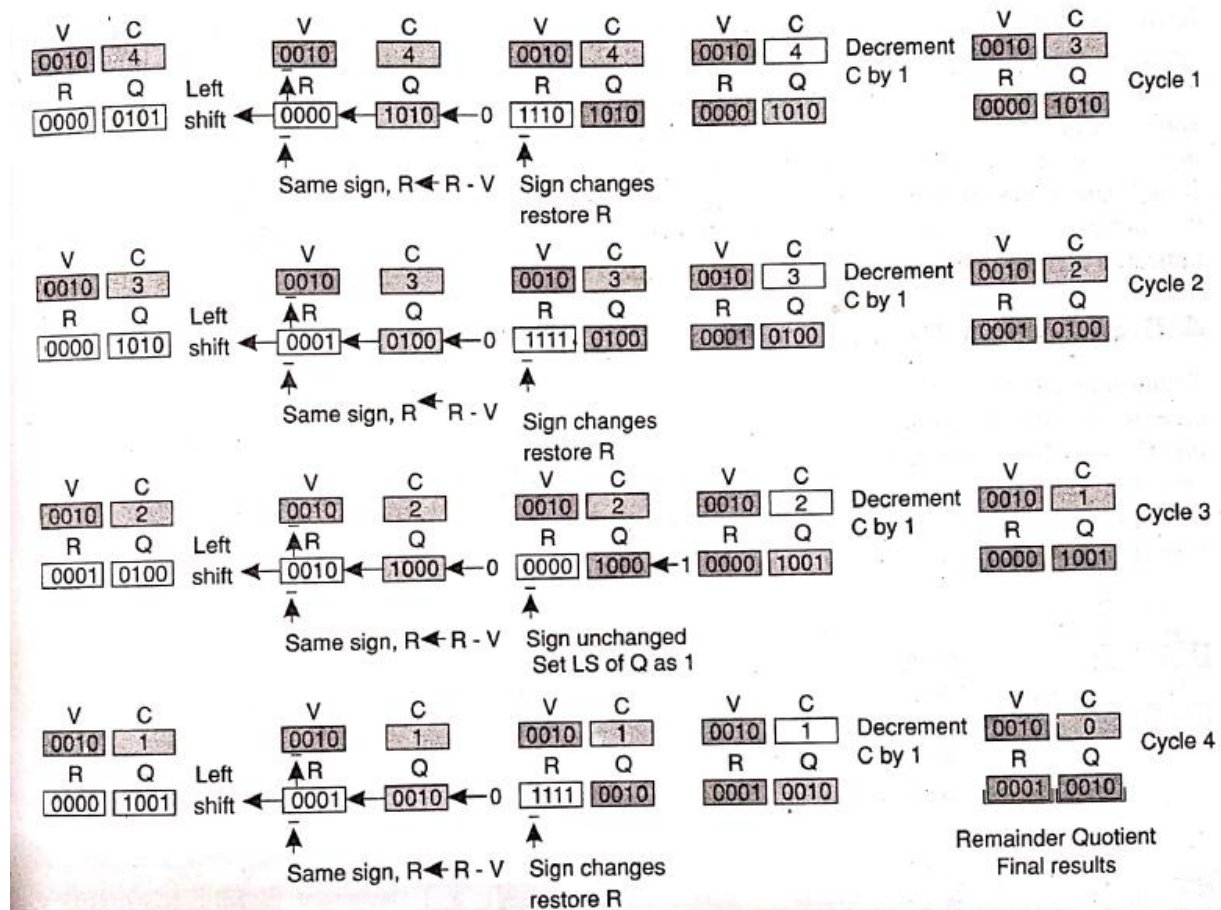 V C V C V C V C V C
0010 4 0010 4 0010 4 0010 4 Decrement 0010 3
R Q Left R Q R Q R Q C by 1 R Q Cycle 1
0000 0101 shift 0000 1010 0 1110 1010 0000 1010 0000 1010
Same sign, R R - V Sign changes
restore R
V C V C V C V C V C
0010 3 0010 3 0010 3 0010 3 Decrement 0010 2 Cycle 2
R Q Left R Q R Q R Q C by 1 R Q
0000 1010 shift 0001 0100 0 1111 0100 0001 0100 0001 0100
Same sign, R R - V Sign changes
restore R
V C V C V C V C V C
0010 2 0010 2 0010 2 0010 2 Decrement 0010 1 Cycle 3
R Q Left R Q R Q R Q C by 1 R Q
0001 0100 shift 0010 1000 0 0000 1000 1 0000 1001 0000 1001
Same sign, R R - V Sign unchanged
Set LS of Q as 1
V C V C V C V C V C
0010 1 0010 1 0010 1 0010 1 Decrement 0010 0 Cycle 4
R Q Left R Q R Q R Q C by 1 R Q
0000 1001 shift 0001 0010 0 1111 0010 0001 0010 0001 0010
Remainder Quotient
Same sign, R R - V Sign changes Final results
restore R